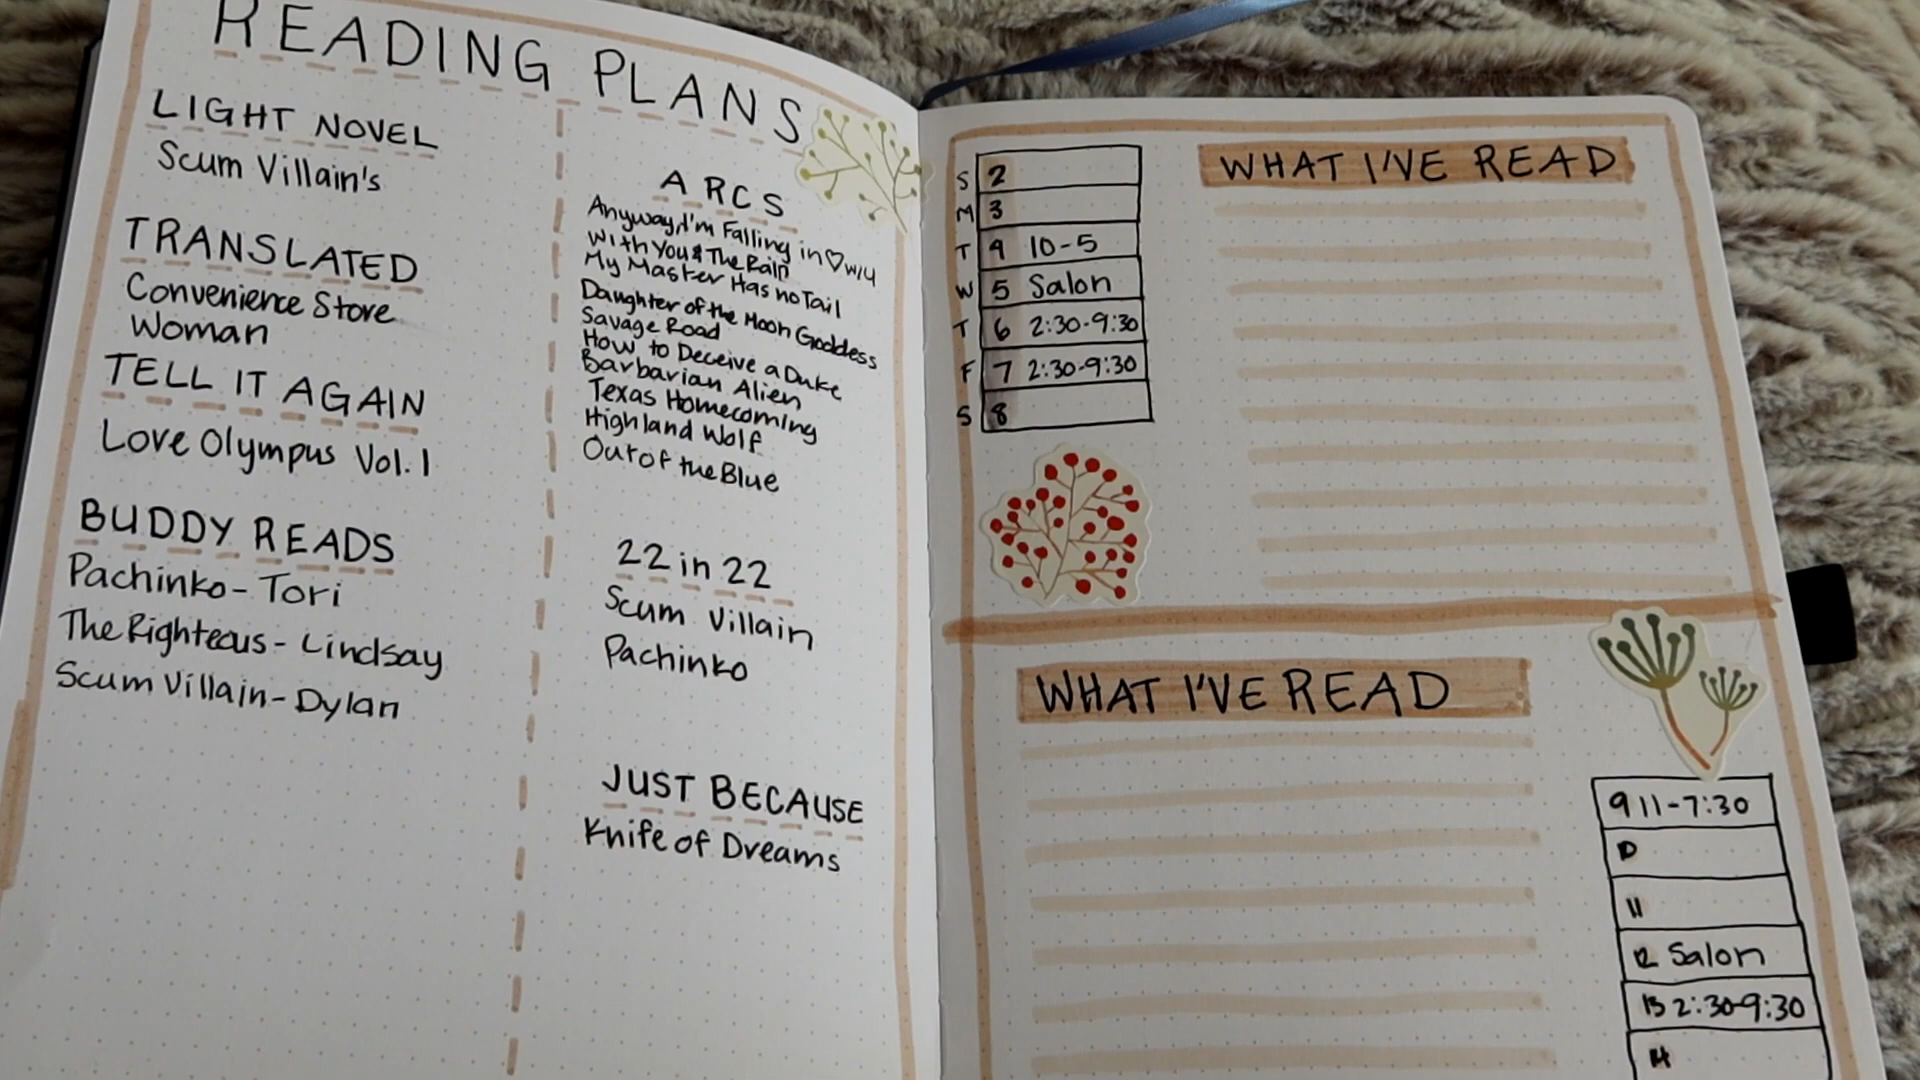 READING PLANS
LIGHT NOVEL
Scum Villain's
TRANSLATED
Convenience Store
Woman
TELL IT AGAIN
Love Olympus Vol. 1
BUDDY READS
Pachinko - Tori
The Righteous - Lindsay
Scum Villain - Dylan
ARCS
Anyway, I'm Falling in ♡ w/u
With You & The Rain
My Master Has no Tail
Daughter of the Moon Goddess
Savage Road
How to Deceive a Duke
Barbarian Alien
Texas Homecoming
Highland Wolf
Out of the Blue
22 in 22
Scum Villain
Pachinko
JUST BECAUSE
Knife of Dreams
WHAT I'VE READ
S 2
M 3
T 4 10-5
W 5 Salon
T 6 2:30-9:30
F 7 2:30-9:30
S 8
WHAT I'VE READ
9 11-7:30
10
11
12 Salon
13 2:30-9:30
14